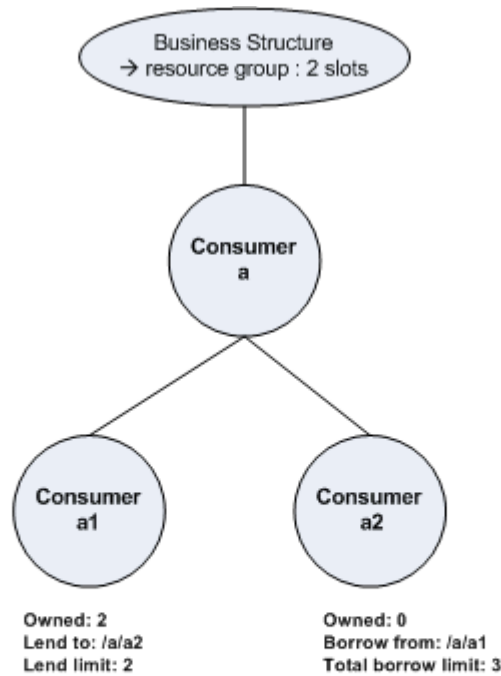 Business Structure
→ resource group : 2 slots
Consumer
a
Consumer
a1
Consumer
a2
Owned: 2
Lend to: /a/a2
Lend limit: 2
Owned: 0
Borrow from: /a/a1
Total borrow limit: 3